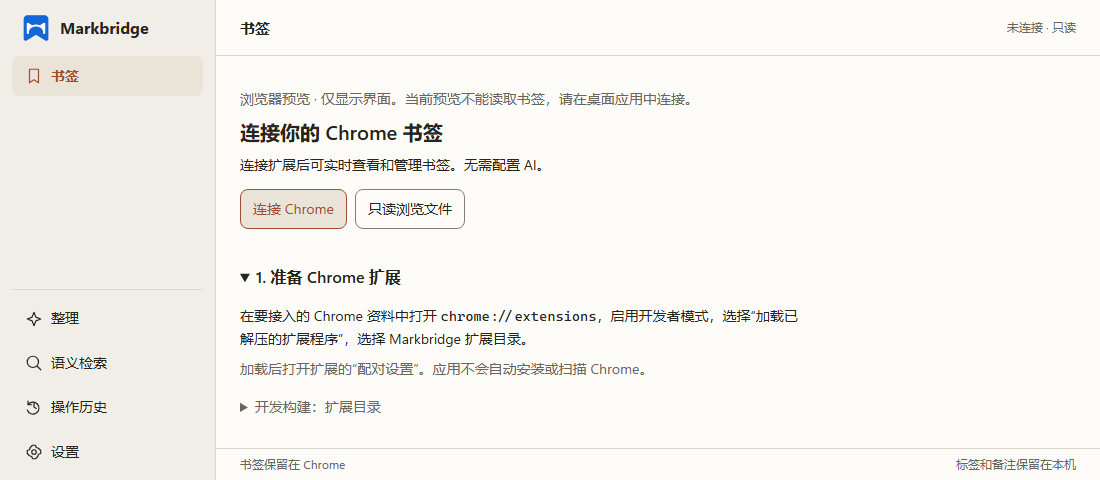 Markbridge
书签
整理
语义检索
操作历史
设置
书签
未连接 · 只读
浏览器预览 · 仅显示界面。当前预览不能读取书签，请在桌面应用中连接。
连接你的 Chrome 书签
连接扩展后可实时查看和管理书签。无需配置 AI。
连接 Chrome
只读浏览文件
▼ 1. 准备 Chrome 扩展
在要接入的 Chrome 资料中打开 chrome://extensions，启用开发者模式，选择“加载已
解压的扩展程序”，选择 Markbridge 扩展目录。
加载后打开扩展的“配对设置”。应用不会自动安装或扫描 Chrome。
▶ 开发构建：扩展目录
书签保留在 Chrome
标签和备注保留在本机